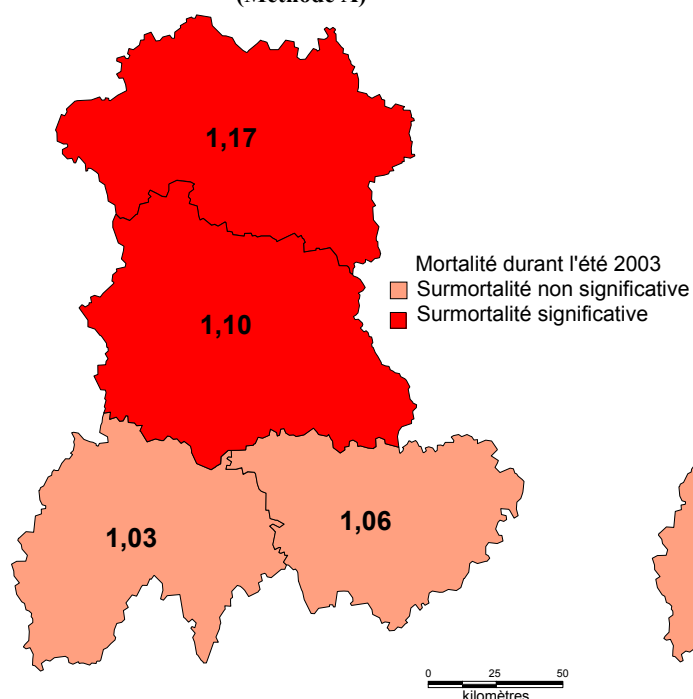 (Méthode A)
1,17
Mortalité durant l'été 2003
Surmortalité non significative
Surmortalité significative
1,10
1,03
1,06
0 25 50
kilomètres